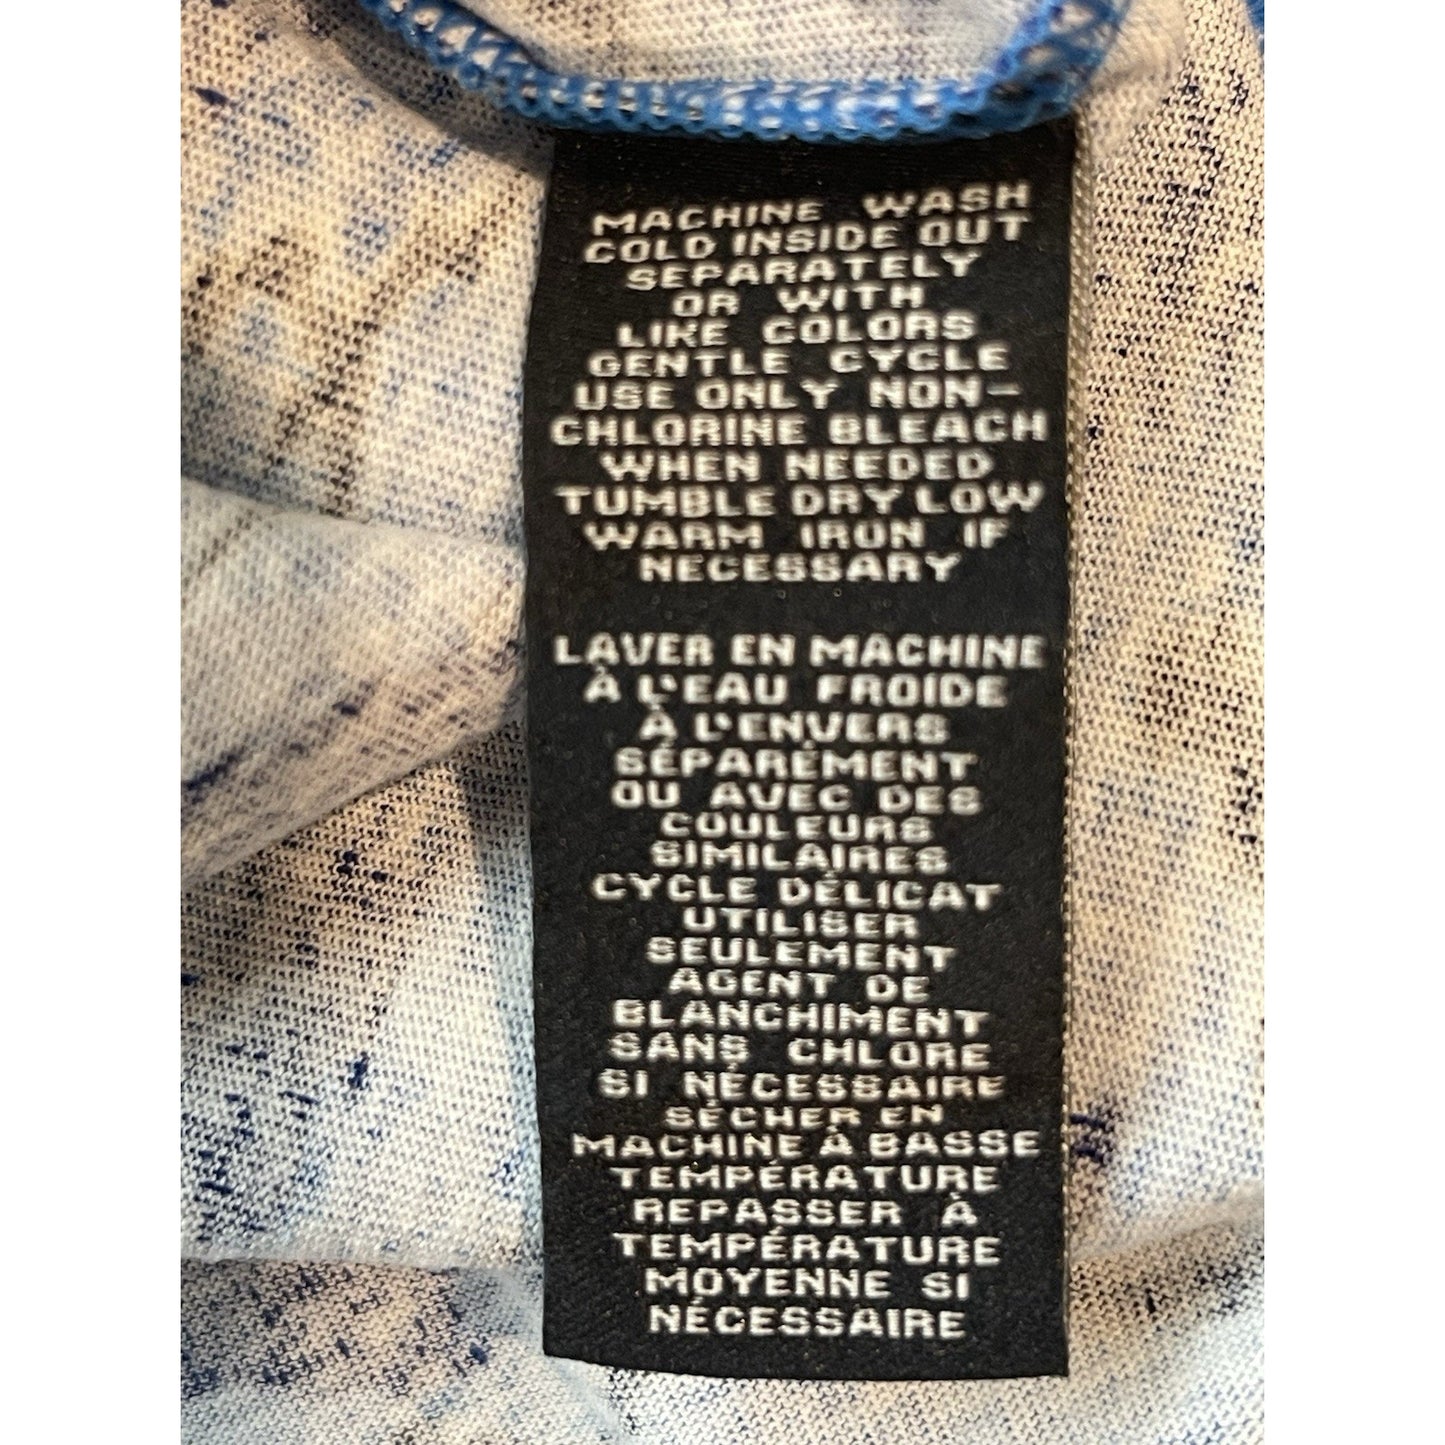 MACHINE WASH
COLD INSIDE OUT
SEPARATELY
OR WITH
LIKE COLORS
GENTLE CYCLE
USE ONLY NON-
CHLORINE BLEACH
WHEN NEEDED
TUMBLE DRY LOW
WARM IRON IF
NECESSARY
LAVER EN MACHINE
À L'EAU FROIDE
À L'ENVERS
SÉPARÉMENT
OU AVEC DES
COULEURS
SIMILAIRES
CYCLE DÉLICAT
UTILISER
SEULEMENT
AGENT DE
BLANCHIMENT
SANS CHLORE
SI NÉCESSAIRE
SÉCHER EN
MACHINE À BASSE
TEMPÉRATURE
REPASSER À
TEMPÉRATURE
MOYENNE SI
NÉCESSAIRE